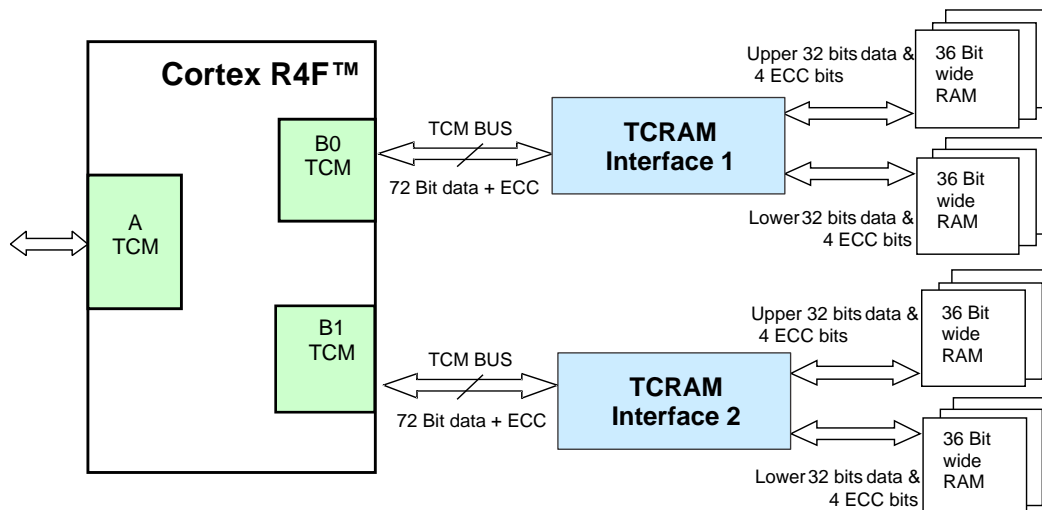 Cortex R4F™
A
TCM
B0
TCM
B1
TCM
TCM BUS
72 Bit data + ECC
TCRAM
Interface 1
Upper 32 bits data &
4 ECC bits
36 Bit
wide
RAM
36 Bit
wide
RAM
Lower 32 bits data &
4 ECC bits
TCM BUS
72 Bit data + ECC
TCRAM
Interface 2
Upper 32 bits data &
4 ECC bits
36 Bit
wide
RAM
36 Bit
wide
RAM
Lower 32 bits data &
4 ECC bits